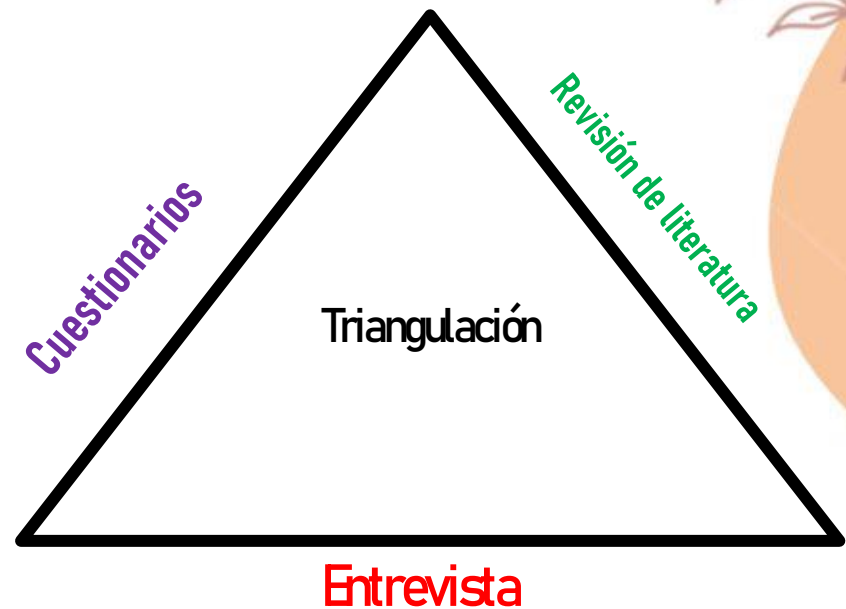 Cuestionarios
Revisión de literatura
Triangulación
Entrevista